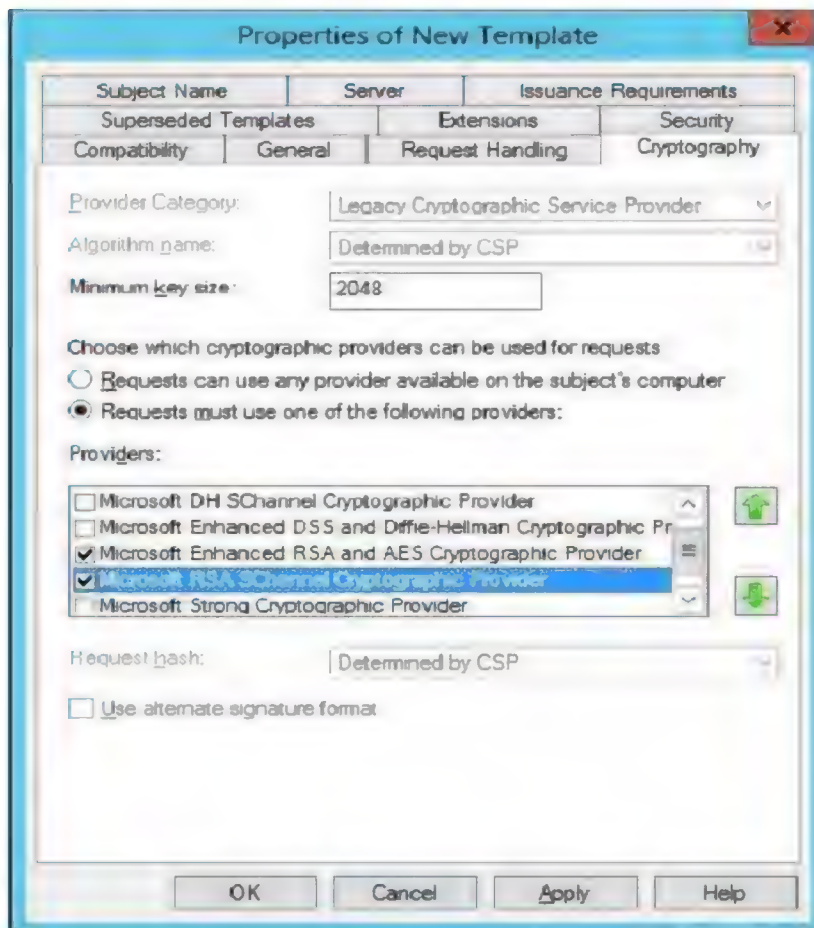 Properties of New Template
x
Subject Name Server Issuance Requirements
Superseded Templates Extensions Security
Compatibility General Request Handling Cryptography
Provider Category: Legacy Cryptographic Service Provider
Algorithm name: Determined by CSP
Minimum key size: 2048
Choose which cryptographic providers can be used for requests
Requests can use any provider available on the subject's computer
Requests must use one of the following providers:
Providers:
Microsoft DH SChannel Cryptographic Provider
Microsoft Enhanced DSS and Diffie-Hellman Cryptographic Pr
Microsoft Enhanced RSA and AES Cryptographic Provider
Microsoft RSA SChannel Cryptographic Provider
Microsoft Strong Cryptographic Provider
Request hash: Determined by CSP
Use alternate signature format
OK Cancel Apply Help